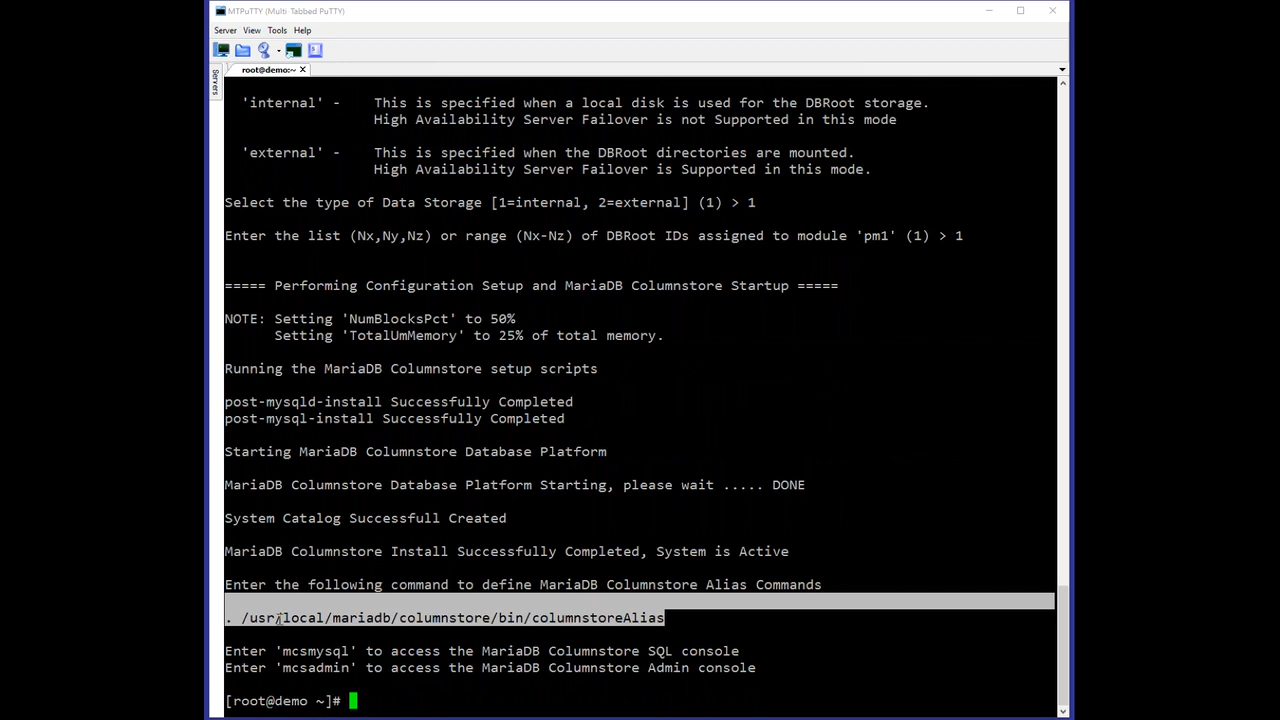 MTPuTTY (Multi-Tabbed PuTTY)
Server View Tools Help
root@demo:~
Servers
'internal' - This is specified when a local disk is used for the DBRoot storage.
High Availability Server Failover is not Supported in this mode
'external' - This is specified when the DBRoot directories are mounted.
High Availability Server Failover is Supported in this mode.
Select the type of Data Storage [1=internal, 2=external] (1) > 1
Enter the list (Nx,Ny,Nz) or range (Nx-Nz) of DBRoot IDs assigned to module 'pm1' (1) > 1
===== Performing Configuration Setup and MariaDB Columnstore Startup =====
NOTE: Setting 'NumBlocksPct' to 50%
Setting 'TotalUmMemory' to 25% of total memory.
Running the MariaDB Columnstore setup scripts
post-mysqld-install Successfully Completed
post-mysql-install Successfully Completed
Starting MariaDB Columnstore Database Platform
MariaDB Columnstore Database Platform Starting, please wait ..... DONE
System Catalog Successfull Created
MariaDB Columnstore Install Successfully Completed, System is Active
Enter the following command to define MariaDB Columnstore Alias Commands
. /usr/local/mariadb/columnstore/bin/columnstoreAlias
Enter 'mcsmysql' to access the MariaDB Columnstore SQL console
Enter 'mcsadmin' to access the MariaDB Columnstore Admin console
[root@demo ~]#